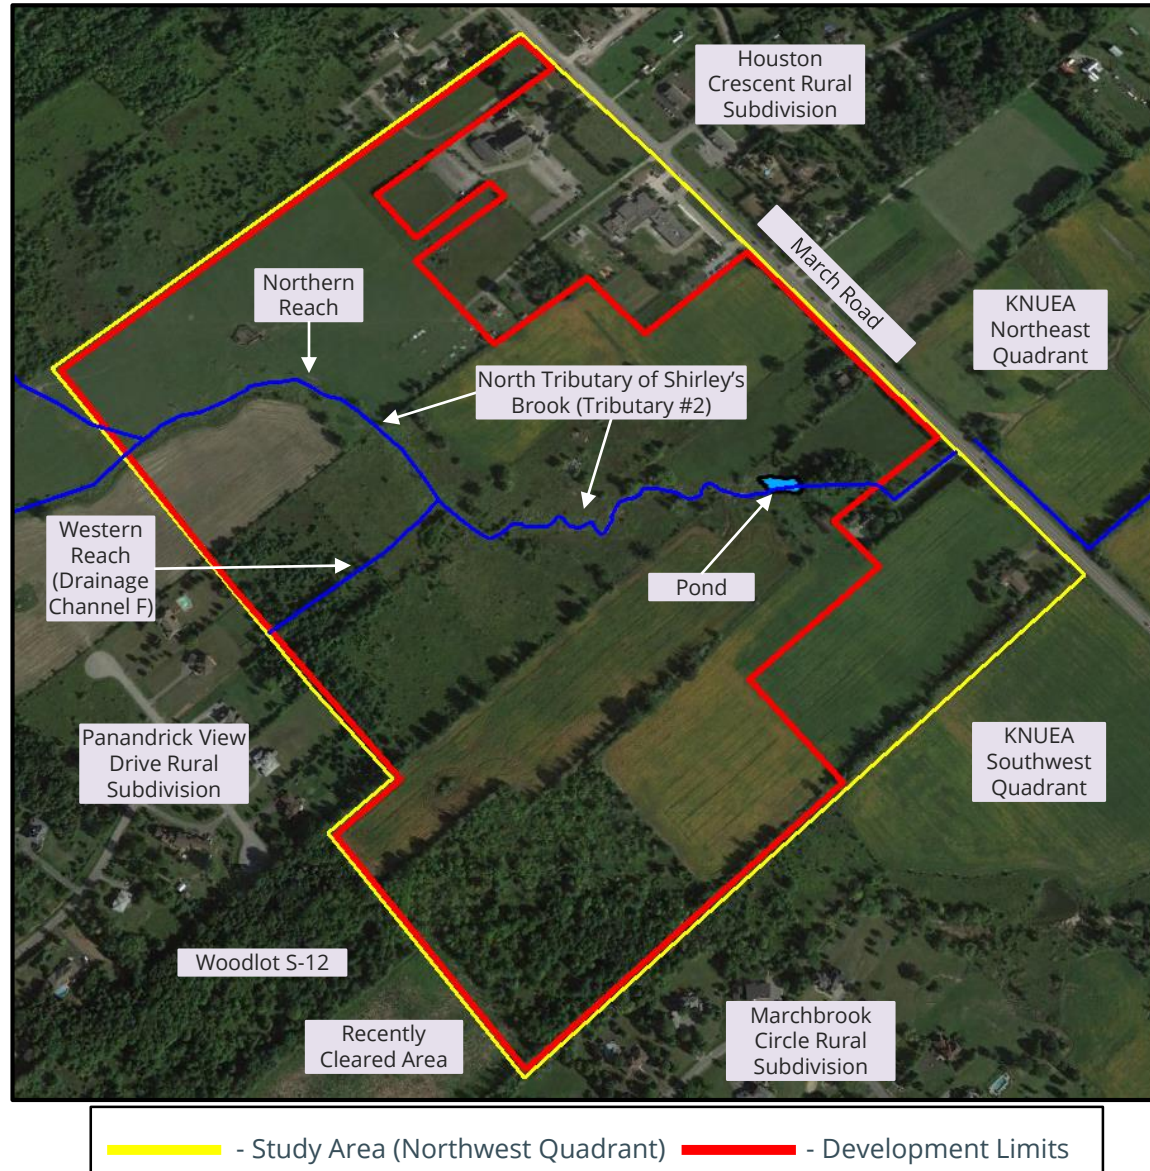 Houston
Crescent Rural
Subdivision
March Road
KNUEA
Northeast
Quadrant
Northern
Reach
North Tributary of Shirley's
Brook (Tributary #2)
Western
Reach
(Drainage
Channel F)
Pond
Panandrick View
Drive Rural
Subdivision
KNUEA
Southwest
Quadrant
Woodlot S-12
Recently
Cleared Area
Marchbrook
Circle Rural
Subdivision
- Study Area (Northwest Quadrant)
- Development Limits